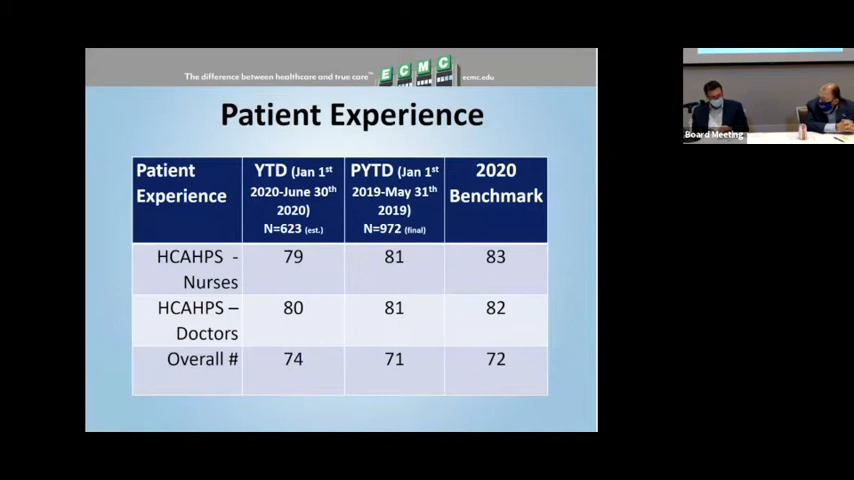 The difference between healthcare and true care™
ECMC
ecmc.edu
Patient Experience
Patient Experience
YTD (Jan 1st 2020-June 30th 2020) N=623 (est.)
PYTD (Jan 1st 2019-May 31th 2019) N=972 (final)
2020 Benchmark
HCAHPS - Nurses
79
81
83
HCAHPS – Doctors
80
81
82
Overall #
74
71
72
Board Meeting